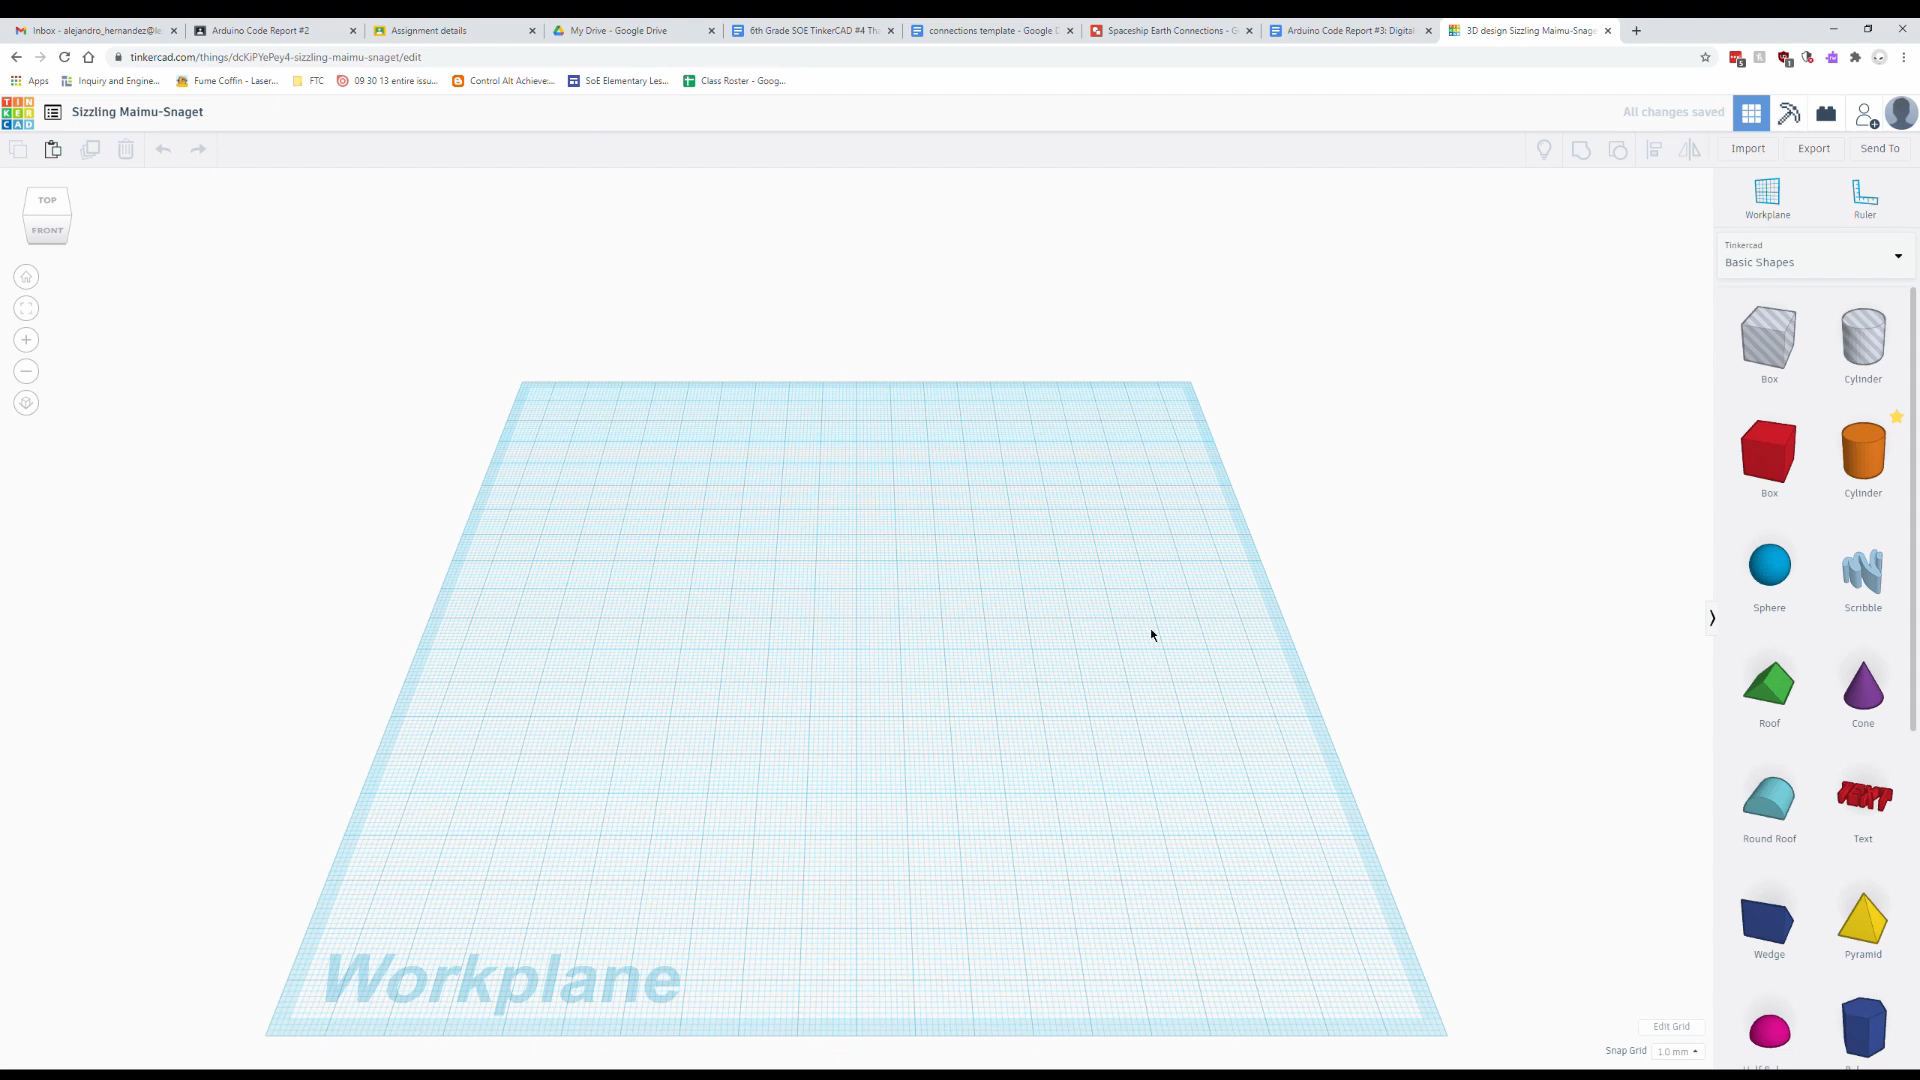 Inbox - alejandro_hernandez@le
Arduino Code Report #2
Assignment details
My Drive - Google Drive
6th Grade SOE TinkerCAD #4 Th
connections template - Google D
Spaceship Earth Connections - G
Arduino Code Report #3: Digital
3D design Sizzling Maimu-Snage
tinkercad.com/things/dcKiPYePey4-sizzling-maimu-snaget/edit
Apps
Inquiry and Engine...
Fume Coffin - Laser...
FTC
09 30 13 entire issu...
Control Alt Achieve:...
SoE Elementary Les...
Class Roster - Goog...
TIN
KER
CAD
Sizzling Maimu-Snaget
All changes saved
Import
Export
Send To
TOP
FRONT
Workplane
Ruler
Tinkercad
Basic Shapes
Box
Cylinder
Box
Cylinder
Sphere
Scribble
Roof
Cone
Round Roof
TEXT
Text
Wedge
Pyramid
Workplane
Edit Grid
Snap Grid
1.0 mm